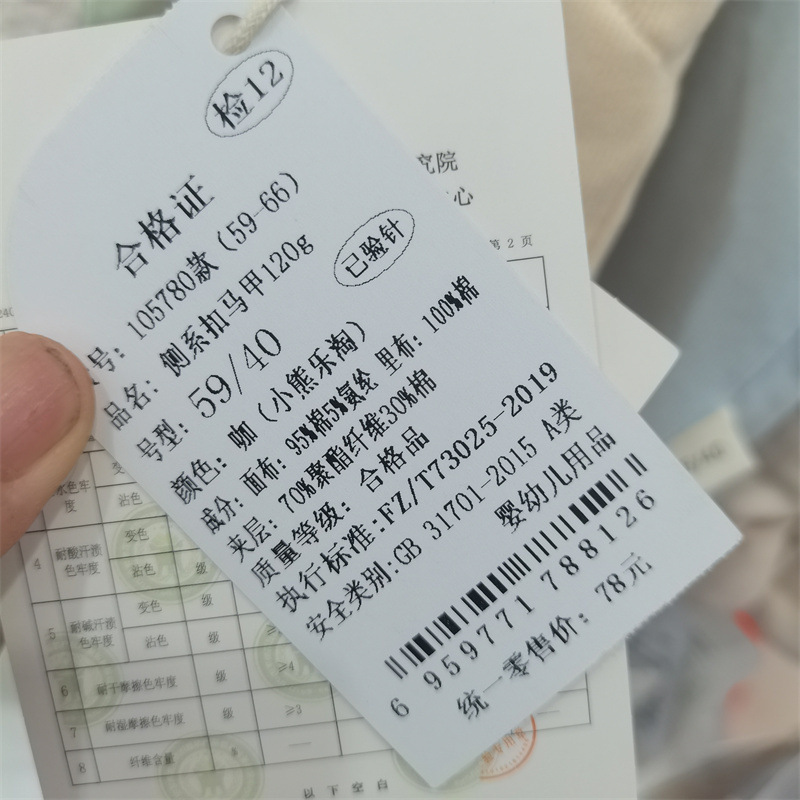 检12
合格证
号: 105780款 (59-66)
品名: 侧系扣马甲120g
已验针
号型: 59/40
颜色: 咖 (小熊乐淘)
成分: 面布: 95%棉5%氨纶 里布: 100%棉
夹层: 70%聚酯纤维30%棉
质量等级: 合格品
执行标准: FZ/T73025-2019
安全类别: GB 31701-2015 A类
婴幼儿用品
6 959771 788126
统一零售价: 78元
究院
心
第 2 页
水色牢度
沾色
4 耐酸汗渍色牢度 变色
沾色 级
5 耐碱汗渍色牢度 变色 级
沾色 级
6 耐干摩擦色牢度 级 ≥4
7 耐湿摩擦色牢度 级 ≥3
8 纤维含量 % —
以下空白